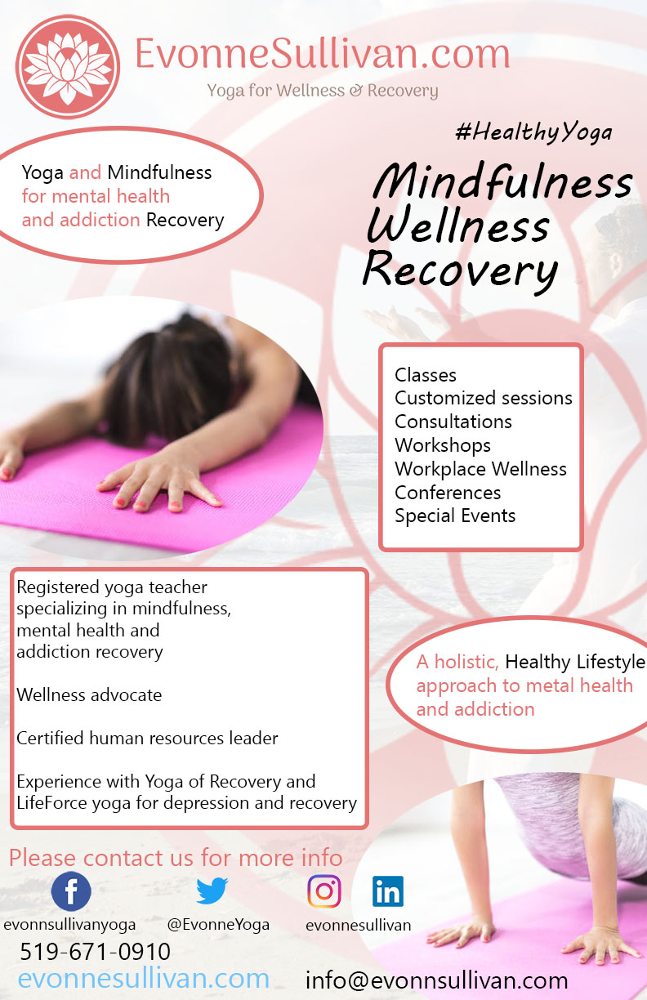 EvonneSullivan.com
Yoga for Wellness & Recovery
#HealthyYoga
Yoga and Mindfulness
for mental health
and addiction Recovery
Mindfulness
Wellness
Recovery
Classes
Customized sessions
Consultations
Workshops
Workplace Wellness
Conferences
Special Events
Registered yoga teacher
specializing in mindfulness,
mental health and
addiction recovery
Wellness advocate
Certified human resources leader
Experience with Yoga of Recovery and
LifeForce yoga for depression and recovery
A holistic, Healthy Lifestyle
approach to metal health
and addiction
Please contact us for more info
evonnsullivanyoga
@EvonneYoga
evonnesullivan
519-671-0910
evonnesullivan.com
info@evonnsullivan.com